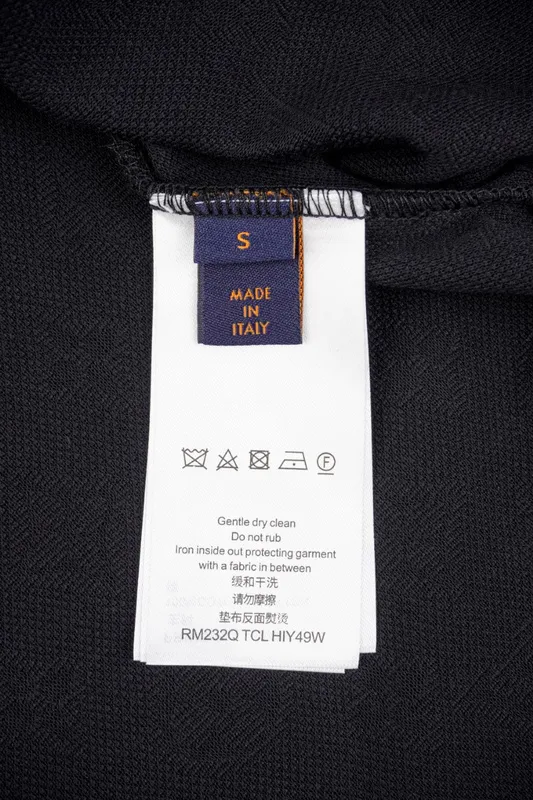 S
MADE
IN
ITALY
F
Gentle dry clean
Do not rub
Iron inside out protecting garment
with a fabric in between
缓和干洗
请勿摩擦
垫布反面熨烫
RM232Q TCL HIY49W